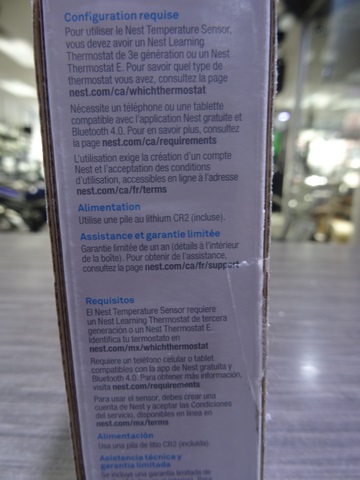 Configuration requise
Pour utiliser le Nest Temperature Sensor,
vous devez avoir un Nest Learning
Thermostat de 3e génération ou un Nest
Thermostat E. Pour savoir quel type de
thermostat vous avez, consultez la page
nest.com/ca/whichthermostat
Nécessite un téléphone ou une tablette
compatible avec l'application Nest gratuite et
Bluetooth 4.0. Pour en savoir plus, consultez
la page nest.com/ca/requirements
L'utilisation exige la création d'un compte
Nest et l'acceptation des conditions
d'utilisation, accessibles en ligne à l'adresse
nest.com/ca/fr/terms
Alimentation
Utilise une pile au lithium CR2 (incluse).
Assistance et garantie limitée
Garantie limitée de un an (détails à l'intérieur
de la boîte). Pour obtenir de l'assistance,
consultez la page nest.com/ca/fr/support
Requisitos
El Nest Temperature Sensor requiere
un Nest Learning Thermostat de tercera
generación o un Nest Thermostat E.
identifica tu termostato en
nest.com/mx/whichthermostat
Requiere un teléfono celular o tablet
compatibles con la app de Nest gratuita y
Bluetooth 4.0. Para obtener más información,
visita nest.com/requirements
Para usar el sensor, debes crear una
cuenta de Nest y aceptar las Condiciones
del servicio, disponibles en línea en
nest.com/mx/terms
Alimentación
Usa una pila de litio CR2 (incluida)
Asistencia técnica y
garantía limitada
Se incluye una garantía limitada de